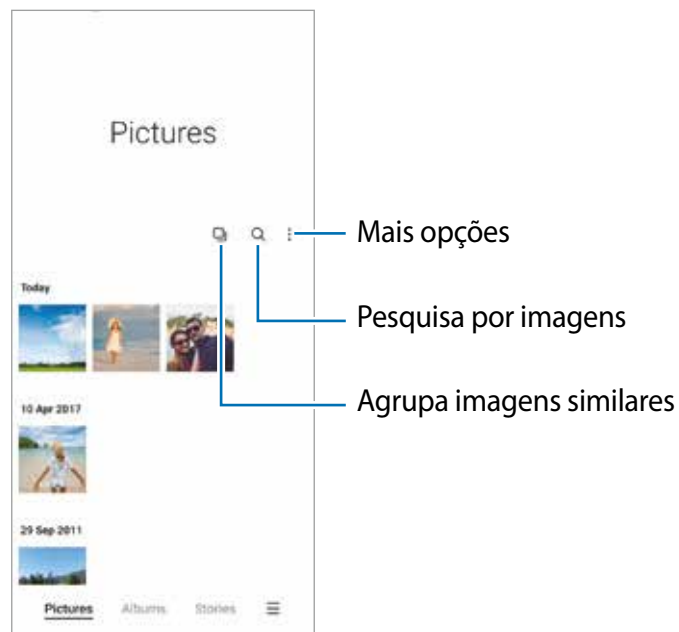 Pictures
Mais opções
Today
Pesquisa por imagens
Agrupa imagens similares
10 Apr 2017
29 Sep 2011
Pictures Albums Stories